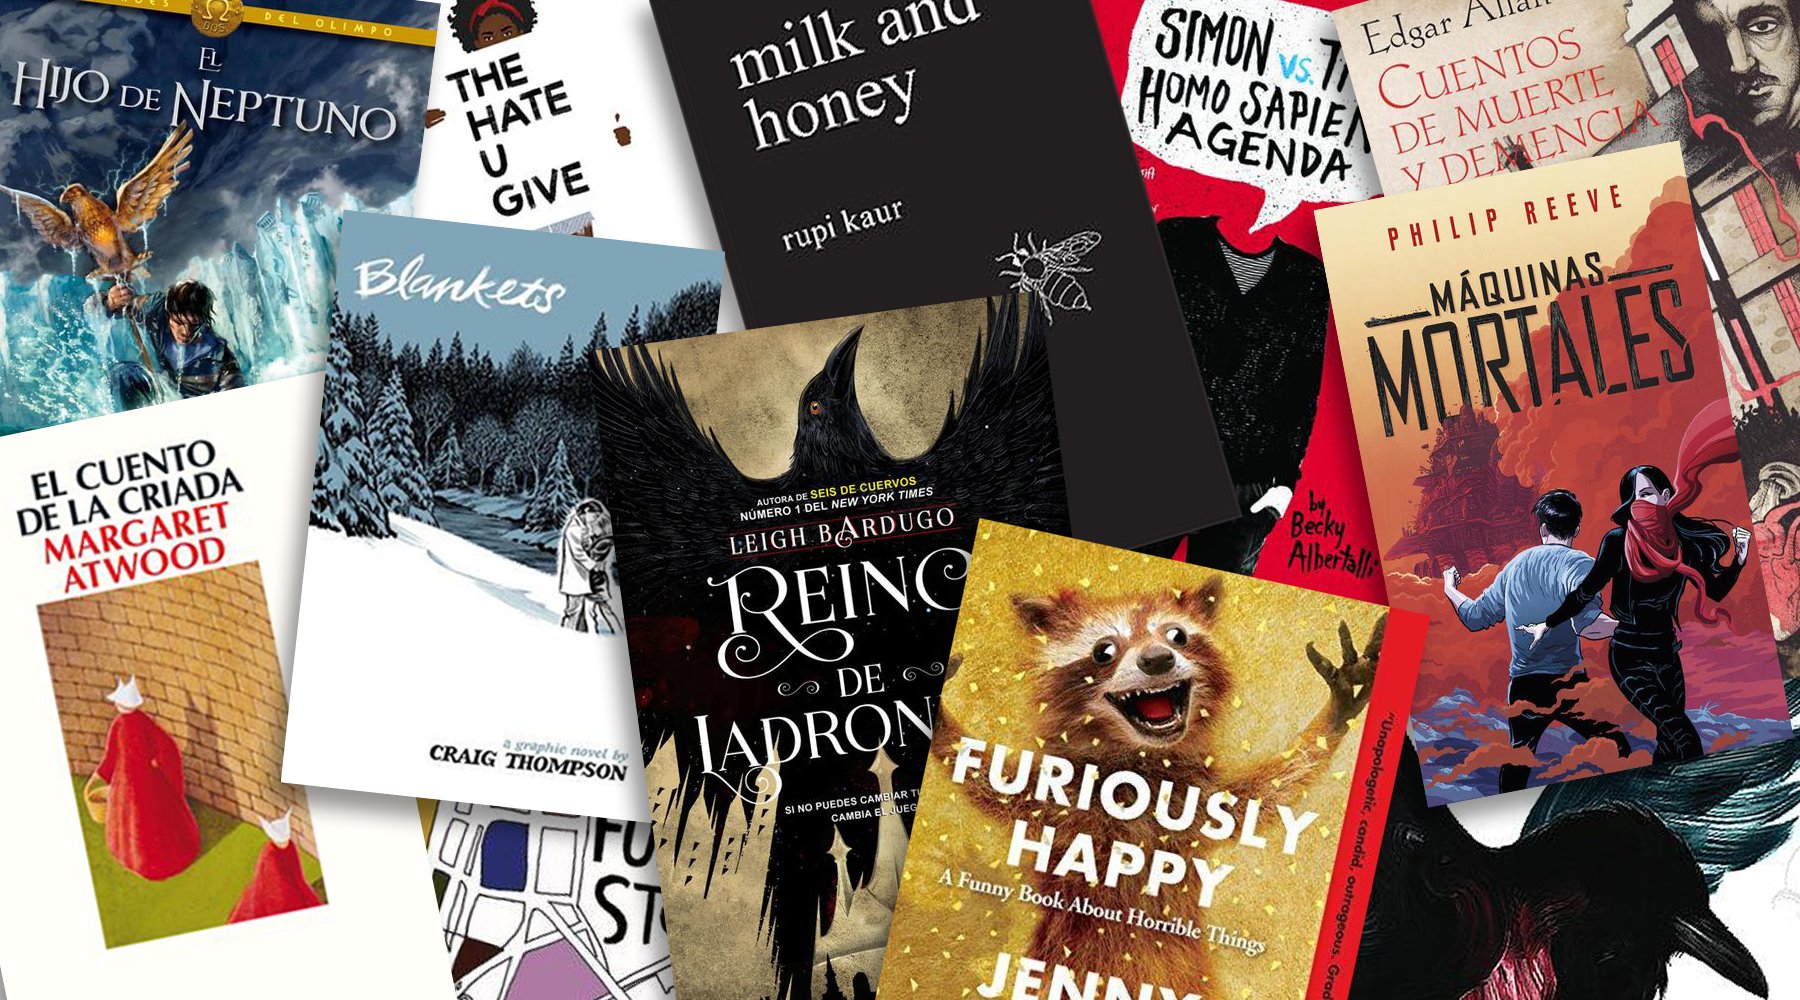 DEL OLIMPO
EL
HIJO DE NEPTUNO
THE
HATE
U
GIVE
milk and
honey
rupi kaur
SIMON VS.
HOMO SAPIEN
AGENDA
by
Becky
Albertalli
Edgar Allan
CUENTOS
DE MUERTE
Y DEMENCIA
PHILIP REEVE
MÁQUINAS
MORTALES
Blankets
a graphic novel by
CRAIG THOMPSON
EL CUENTO
DE LA CRIADA
MARGARET
ATWOOD
AUTORA DE SEIS DE CUERVOS
NÚMERO 1 DEL NEW YORK TIMES
LEIGH BARDUGO
REINO
DE
LADRON
SI NO PUEDES CAMBIAR TU
CAMBIA EL JUEG
FURIOUSLY
HAPPY
A Funny Book About Horrible Things
JENNY
"Unapologetic, candid, outrageous.
FU
ST